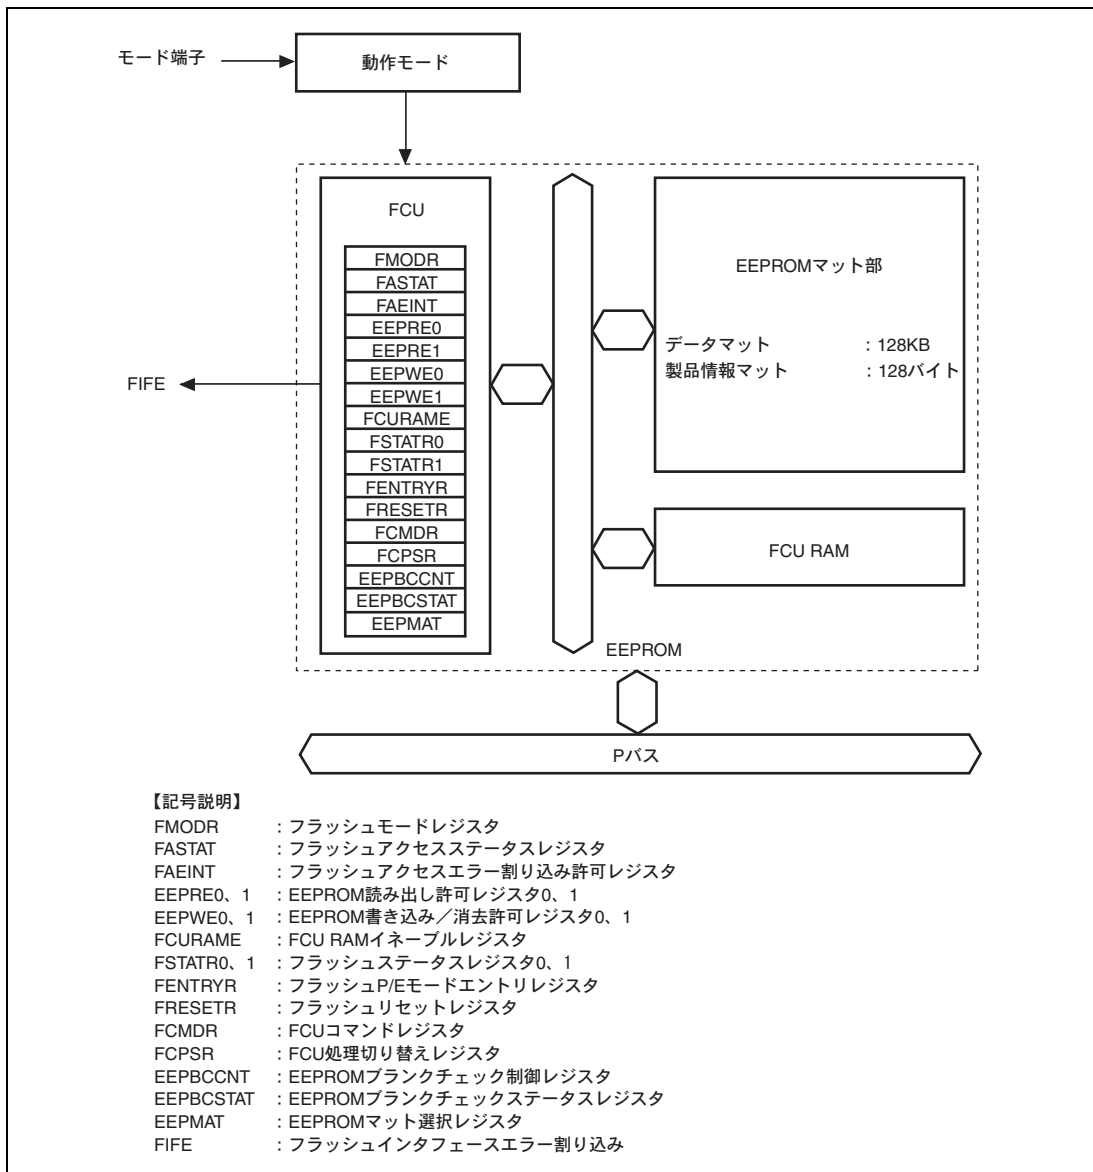 モード端子
動作モード
FCU
FMODR
FASTAT
FAEINT
EEPRE0
EEPRE1
EEPWE0
EEPWE1
FCURAME
FSTATR0
FSTATR1
FENTRYR
FRESETR
FCMDR
FCPSR
EEPBCCNT
EEPBCSTAT
EEPMAT
FIFE
EEPROMマット部
データマット :128KB
製品情報マット :128バイト
FCU RAM
EEPROM
Pバス
【記号説明】
FMODR :フラッシュモードレジスタ
FASTAT :フラッシュアクセスステータスレジスタ
FAEINT :フラッシュアクセスエラー割り込み許可レジスタ
EEPRE0、1 :EEPROM読み出し許可レジスタ0、1
EEPWE0、1 :EEPROM書き込み/消去許可レジスタ0、1
FCURAME :FCU RAMイネーブルレジスタ
FSTATR0、1 :フラッシュステータスレジスタ0、1
FENTRYR :フラッシュP/Eモードエントリレジスタ
FRESETR :フラッシュリセットレジスタ
FCMDR :FCUコマンドレジスタ
FCPSR :FCU処理切り替えレジスタ
EEPBCCNT :EEPROMブランクチェック制御レジスタ
EEPBCSTAT :EEPROMブランクチェックステータスレジスタ
EEPMAT :EEPROMマット選択レジスタ
FIFE :フラッシュインタフェースエラー割り込み